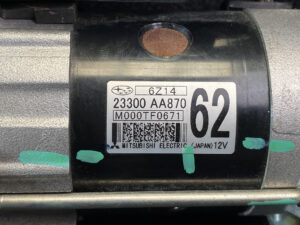 6Z14
23300 AA870
M000TF0671
62
MITSUBISHI ELECTRIC (JAPAN) 12V